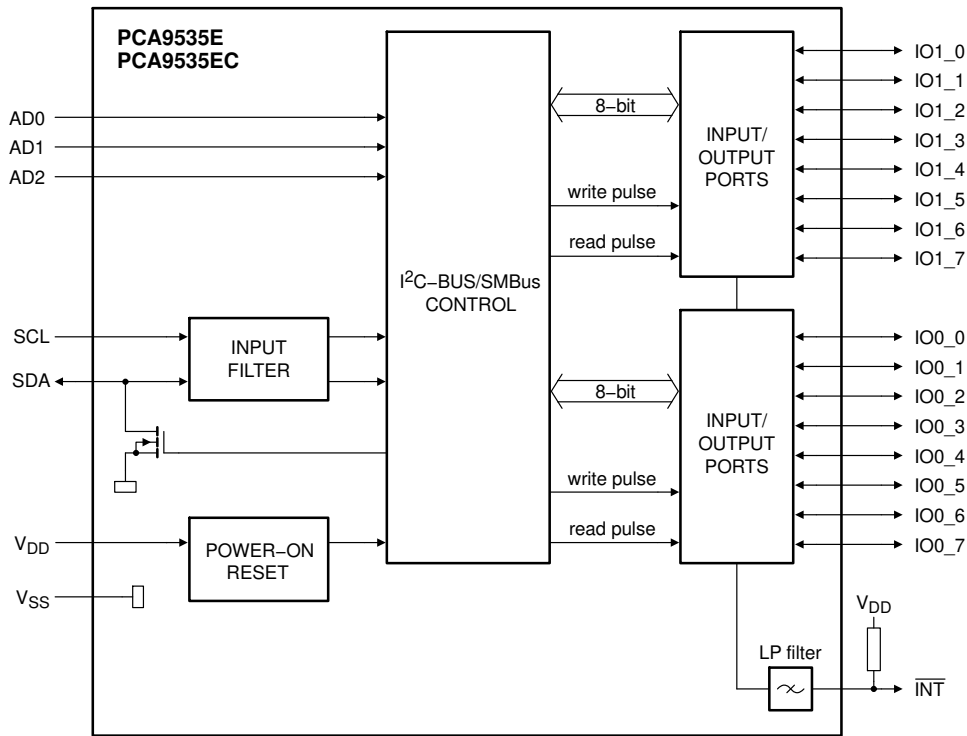 PCA9535E
PCA9535EC
AD0
AD1
AD2
SCL
SDA
VDD
VSS
INPUT
FILTER
POWER–ON
RESET
I2C–BUS/SMBus
CONTROL
8–bit
write pulse
read pulse
8–bit
write pulse
read pulse
INPUT/
OUTPUT
PORTS
INPUT/
OUTPUT
PORTS
IO1_0
IO1_1
IO1_2
IO1_3
IO1_4
IO1_5
IO1_6
IO1_7
IO0_0
IO0_1
IO0_2
IO0_3
IO0_4
IO0_5
IO0_6
IO0_7
VDD
LP filter
INT